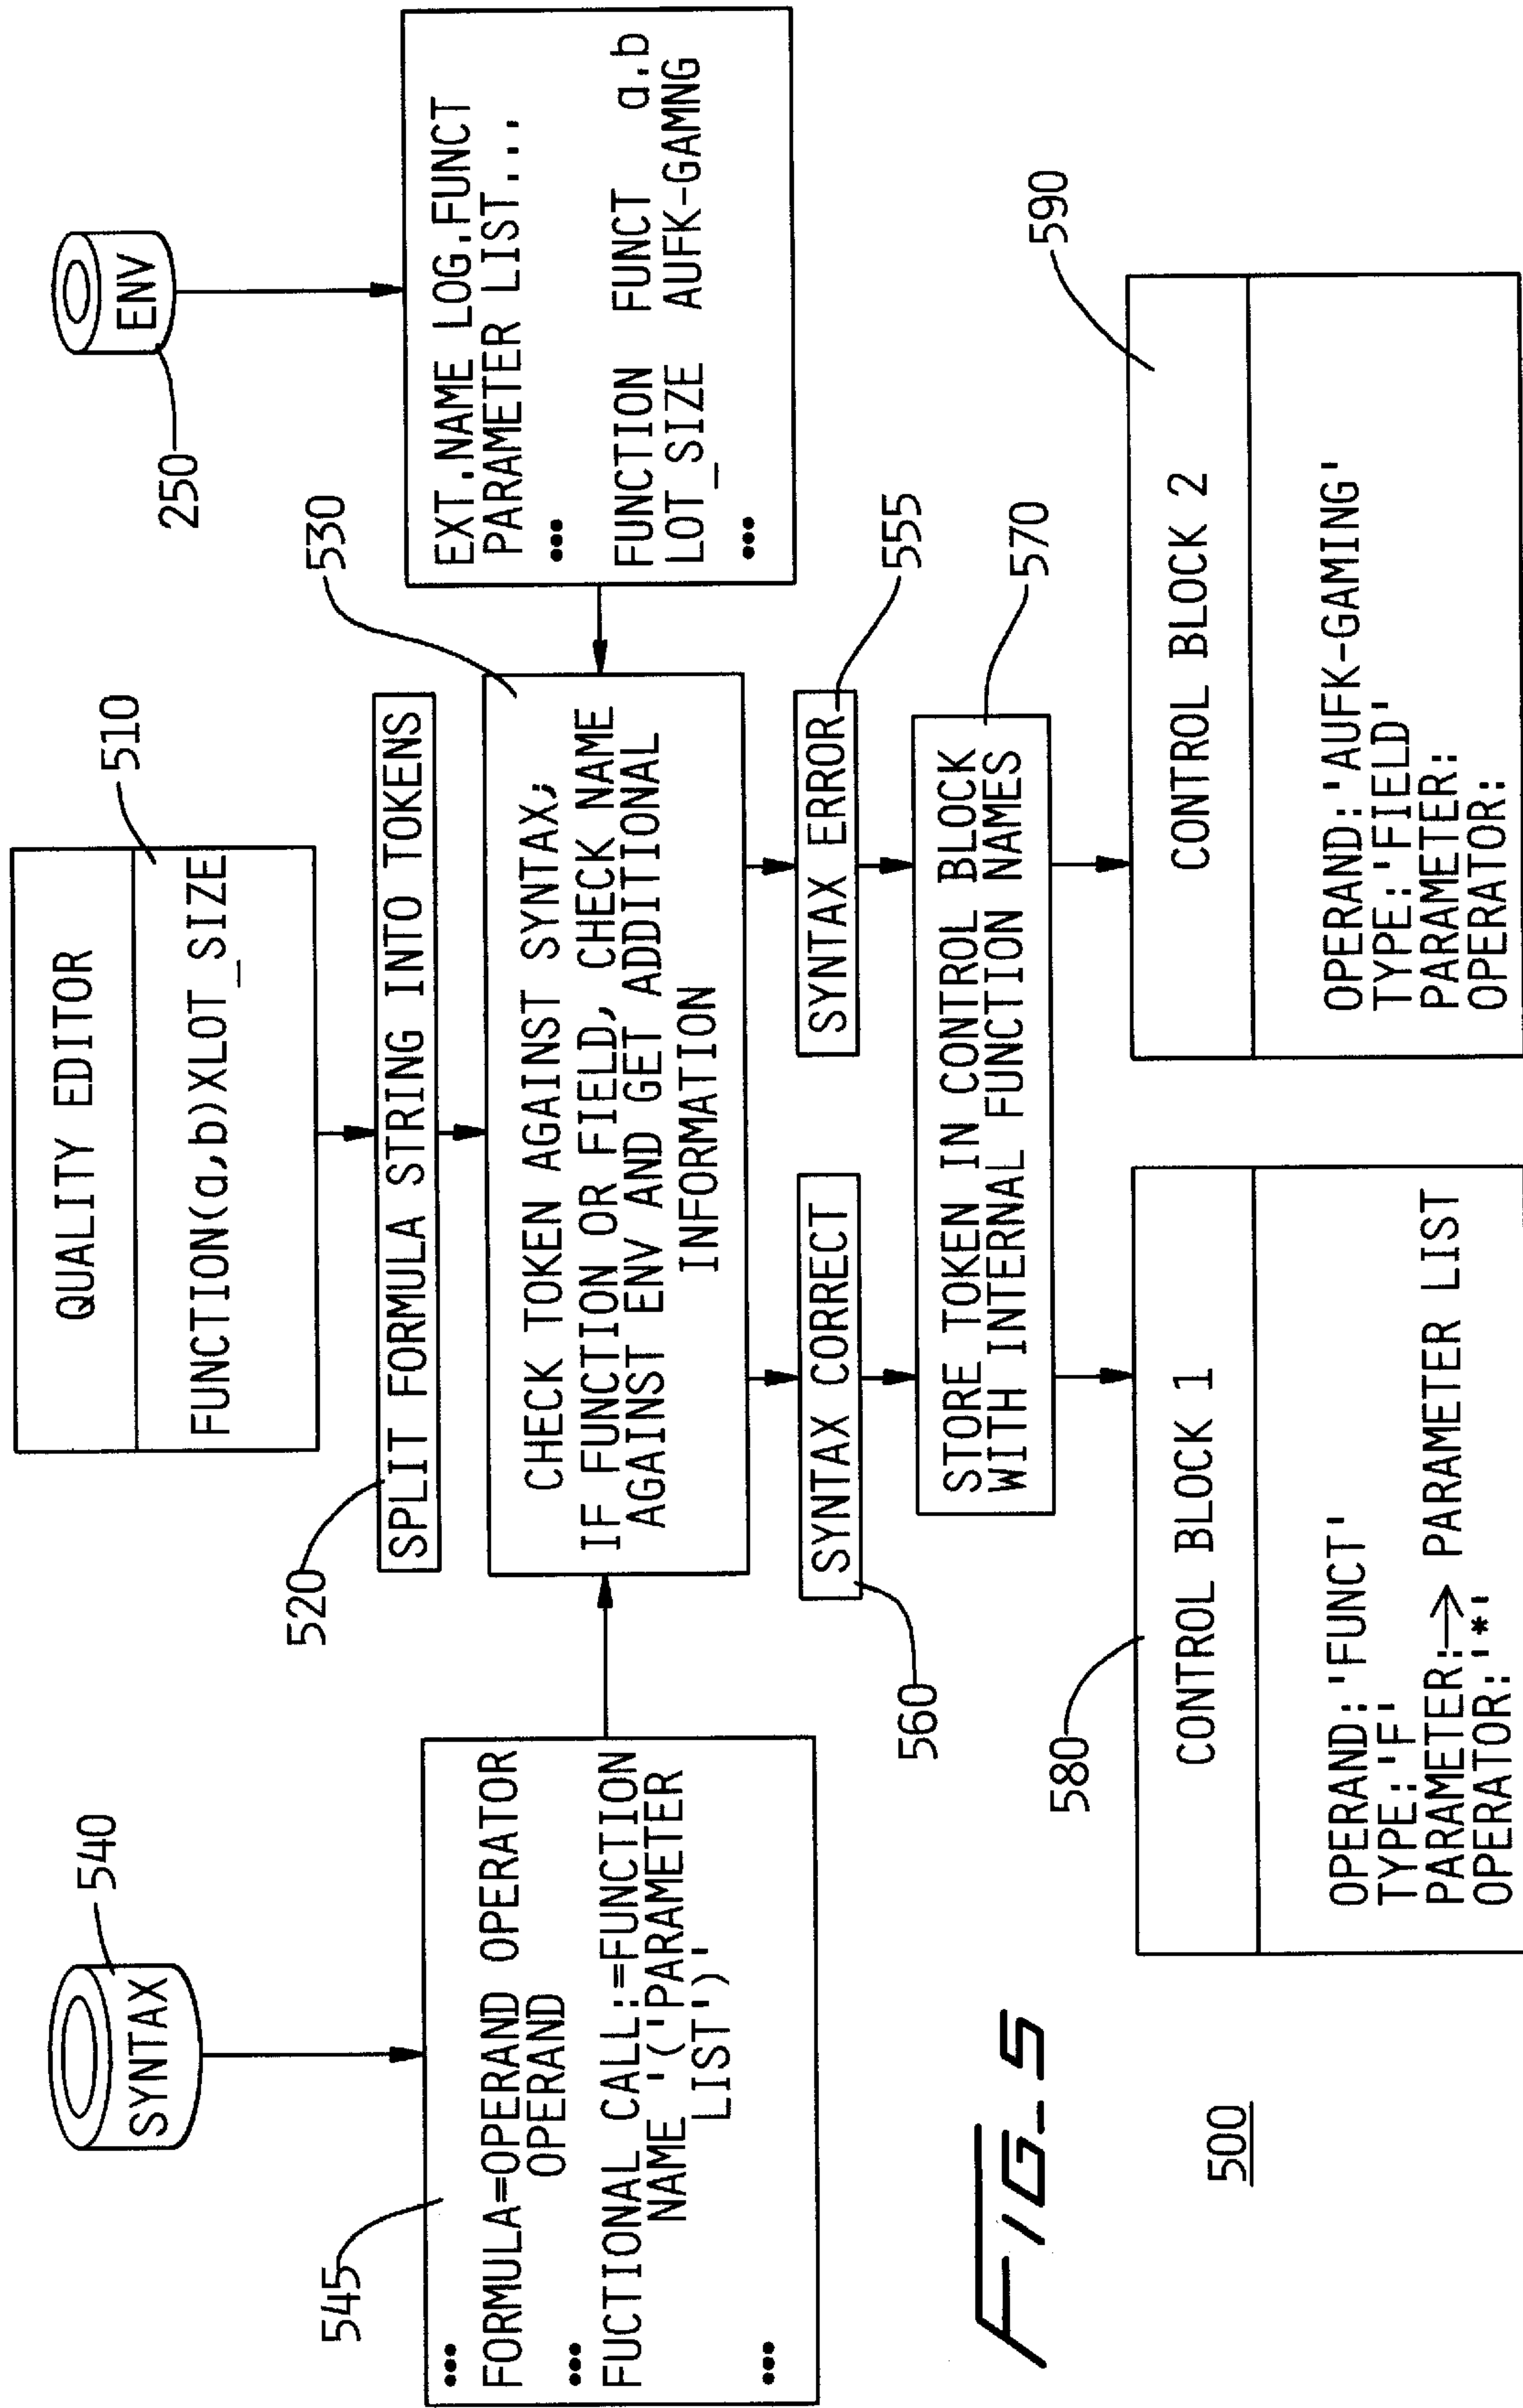 SYNTAX
540
QUALITY EDITOR
510
FUNCTION(a,b)XLOT_SIZE
ENV
250
545
•••
FORMULA=OPERAND OPERATOR
OPERAND
•••
FUCTIONAL CALL:=FUNCTION
NAME '('PARAMETER
LIST')'
•••
520
SPLIT FORMULA STRING INTO TOKENS
530
CHECK TOKEN AGAINST SYNTAX;
IF FUNCTION OR FIELD, CHECK NAME
AGAINST ENV AND GET ADDITIONAL
INFORMATION
EXT.NAME LOG.FUNCT
PARAMETER LIST...
•••
FUNCTION FUNCT a.b
LOT_SIZE AUFK-GAMNG
•••
560
SYNTAX CORRECT
SYNTAX ERROR
555
STORE TOKEN IN CONTROL BLOCK
WITH INTERNAL FUNCTION NAMES
570
580
CONTROL BLOCK 1
OPERAND:'FUNCT'
TYPE:'F'
PARAMETER:→ PARAMETER LIST
OPERATOR:'*'
590
CONTROL BLOCK 2
OPERAND:'AUFK-GAMING'
TYPE:'FIELD'
PARAMETER:
OPERATOR:
FIG_5
500